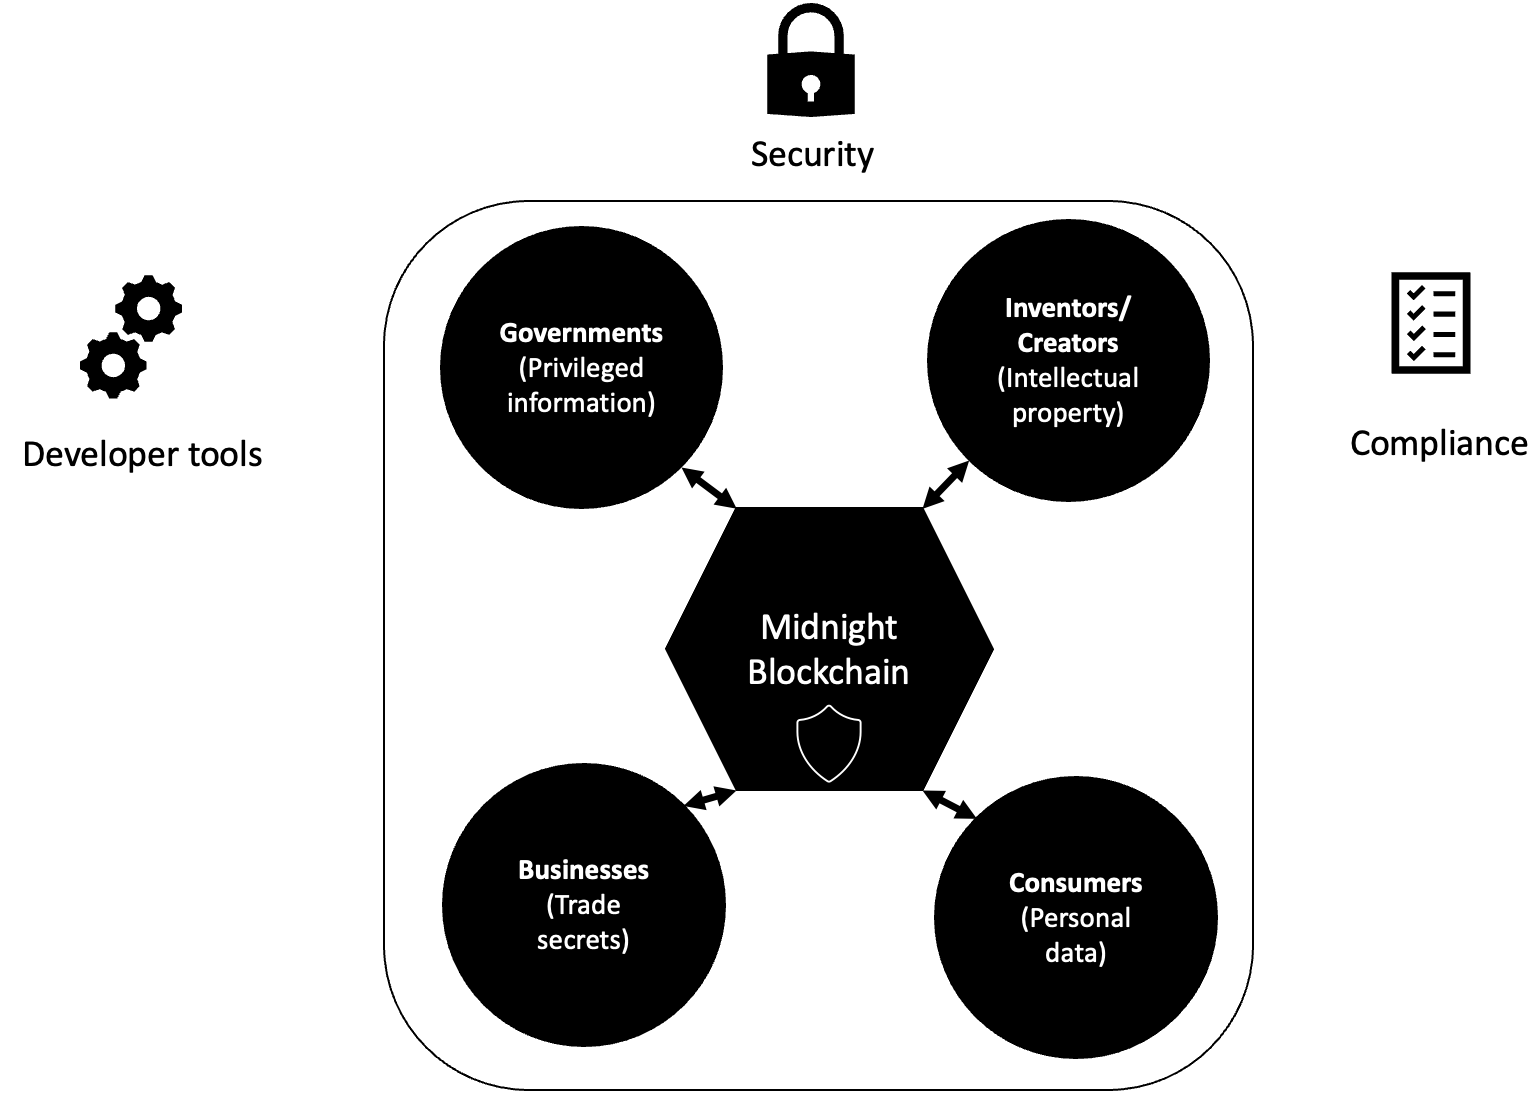 Security
Developer tools
Compliance
Governments
(Privileged
information)
Inventors/
Creators
(Intellectual
property)
Midnight
Blockchain
Businesses
(Trade
secrets)
Consumers
(Personal
data)